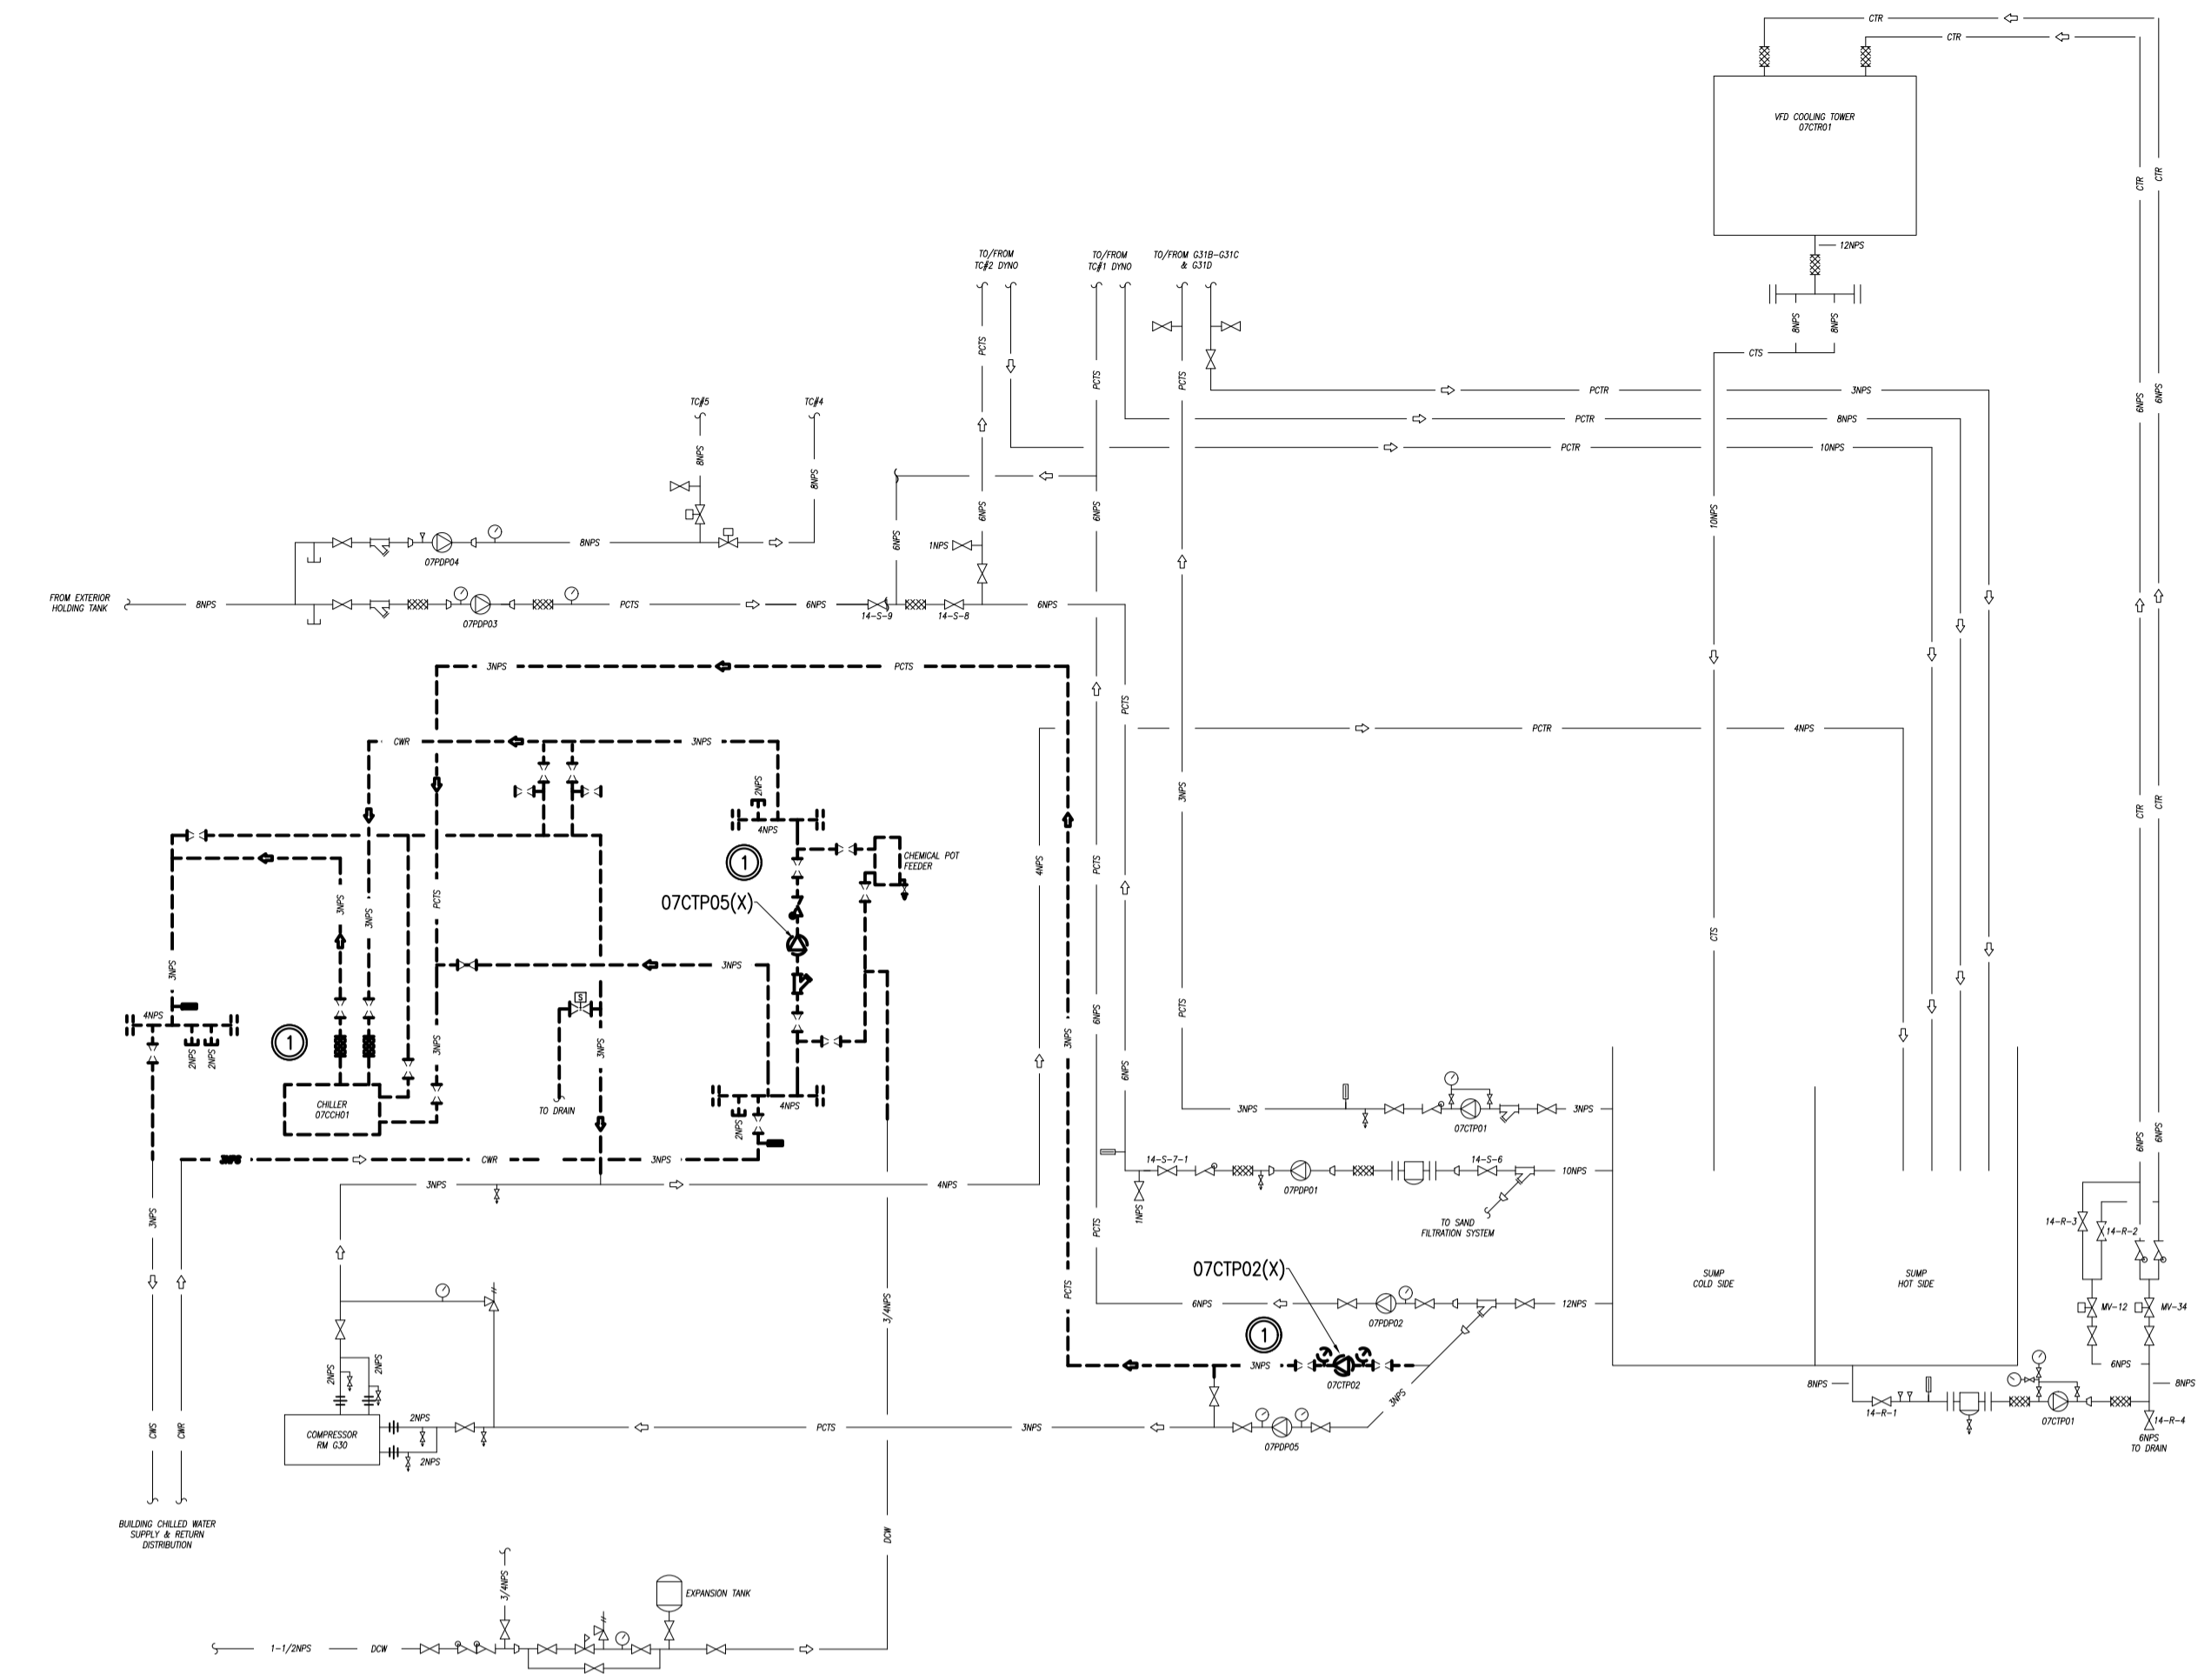 CTR
CTR
VFD COOLING TOWER
07CTR01
12NPS
8NPS
8NPS
CTS
CTR
CTR
TO/FROM
TC#2 DYNO
TO/FROM
TC#1 DYNO
TO/FROM G31B-G31C
& G31D
PCTS
PCTS
PCTS
PCTR
3NPS
PCTR
8NPS
PCTR
10NPS
6NPS
6NPS
TC#5
TC#4
8NPS
8NPS
10NPS
6NPS
6NPS
6NPS
1NPS
8NPS
07PDP04
FROM EXTERIOR
HOLDING TANK
8NPS
07PDP03
PCTS
6NPS
14-S-9
14-S-8
6NPS
3NPS
PCTS
PCTS
PCTS
CWR
3NPS
PCTR
4NPS
2NPS
4NPS
3NPS
CTR
CTR
1
CHEMICAL POT
FEEDER
4NPS
PCTS
07CTP05(X)
3NPS
3NPS
PCTS
CTS
3NPS
3NPS
S
4NPS
1
2NPS
2NPS
3NPS
3NPS
3NPS
6NPS
6NPS
PCTS
CHILLER
07CCH01
TO DRAIN
4NPS
2NPS
3NPS
07CTP01
3NPS
3NPS
CWR
3NPS
14-S-7-1
07PDP01
14-S-6
10NPS
6NPS
6NPS
3NPS
4NPS
1NPS
TO SAND
FILTRATION SYSTEM
3NPS
PCTS
14-R-3
14-R-2
07CTP02(X)
PCTS
SUMP
COLD SIDE
SUMP
HOT SIDE
3/4NPS
6NPS
07PDP02
12NPS
MV-12
MV-34
1
3NPS
07CTP02
6NPS
2NPS
2NPS
3NPS
8NPS
8NPS
14-R-1
07CTP01
14-R-4
6NPS
TO DRAIN
2NPS
COMPRESSOR
RM G30
2NPS
PCTS
3NPS
07PDP05
CWS
CWR
BUILDING CHILLED WATER
SUPPLY & RETURN
DISTRIBUTION
DCW
3/4NPS
EXPANSION TANK
1-1/2NPS
DCW